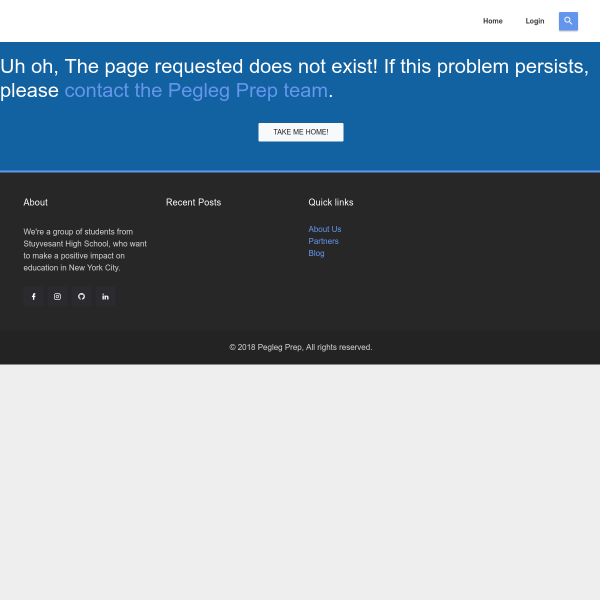 Home Login
Uh oh, The page requested does not exist! If this problem persists,
please contact the Pegleg Prep team.
TAKE ME HOME!
About
We're a group of students from
Stuyvesant High School, who want
to make a positive impact on
education in New York City.
Recent Posts
Quick links
About Us
Partners
Blog
© 2018 Pegleg Prep, All rights reserved.